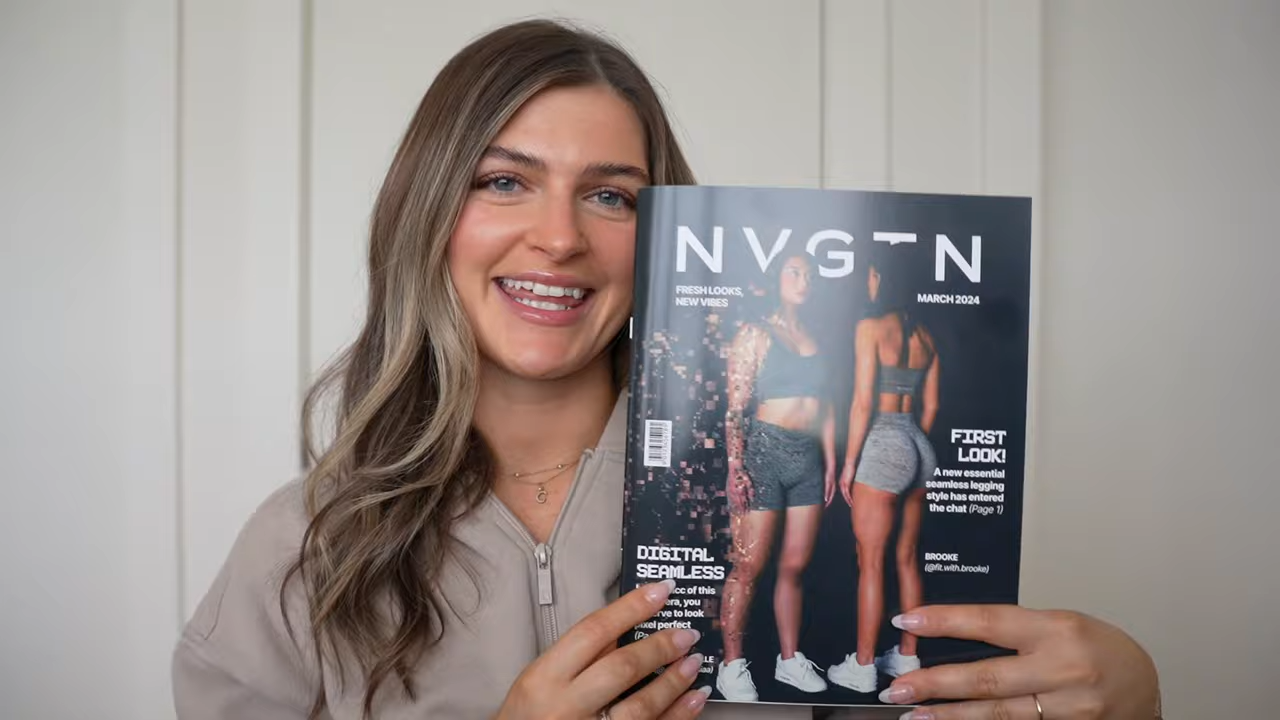 NVGTN
FRESH LOOKS,
NEW VIBES
MARCH 2024
FIRST
LOOK!
A new essential
seamless legging
style has entered
the chat (Page 1)
BROOKE
(@fit.with.brooke)
DIGITAL
SEAMLESS
of this
era, you
to look
perfect